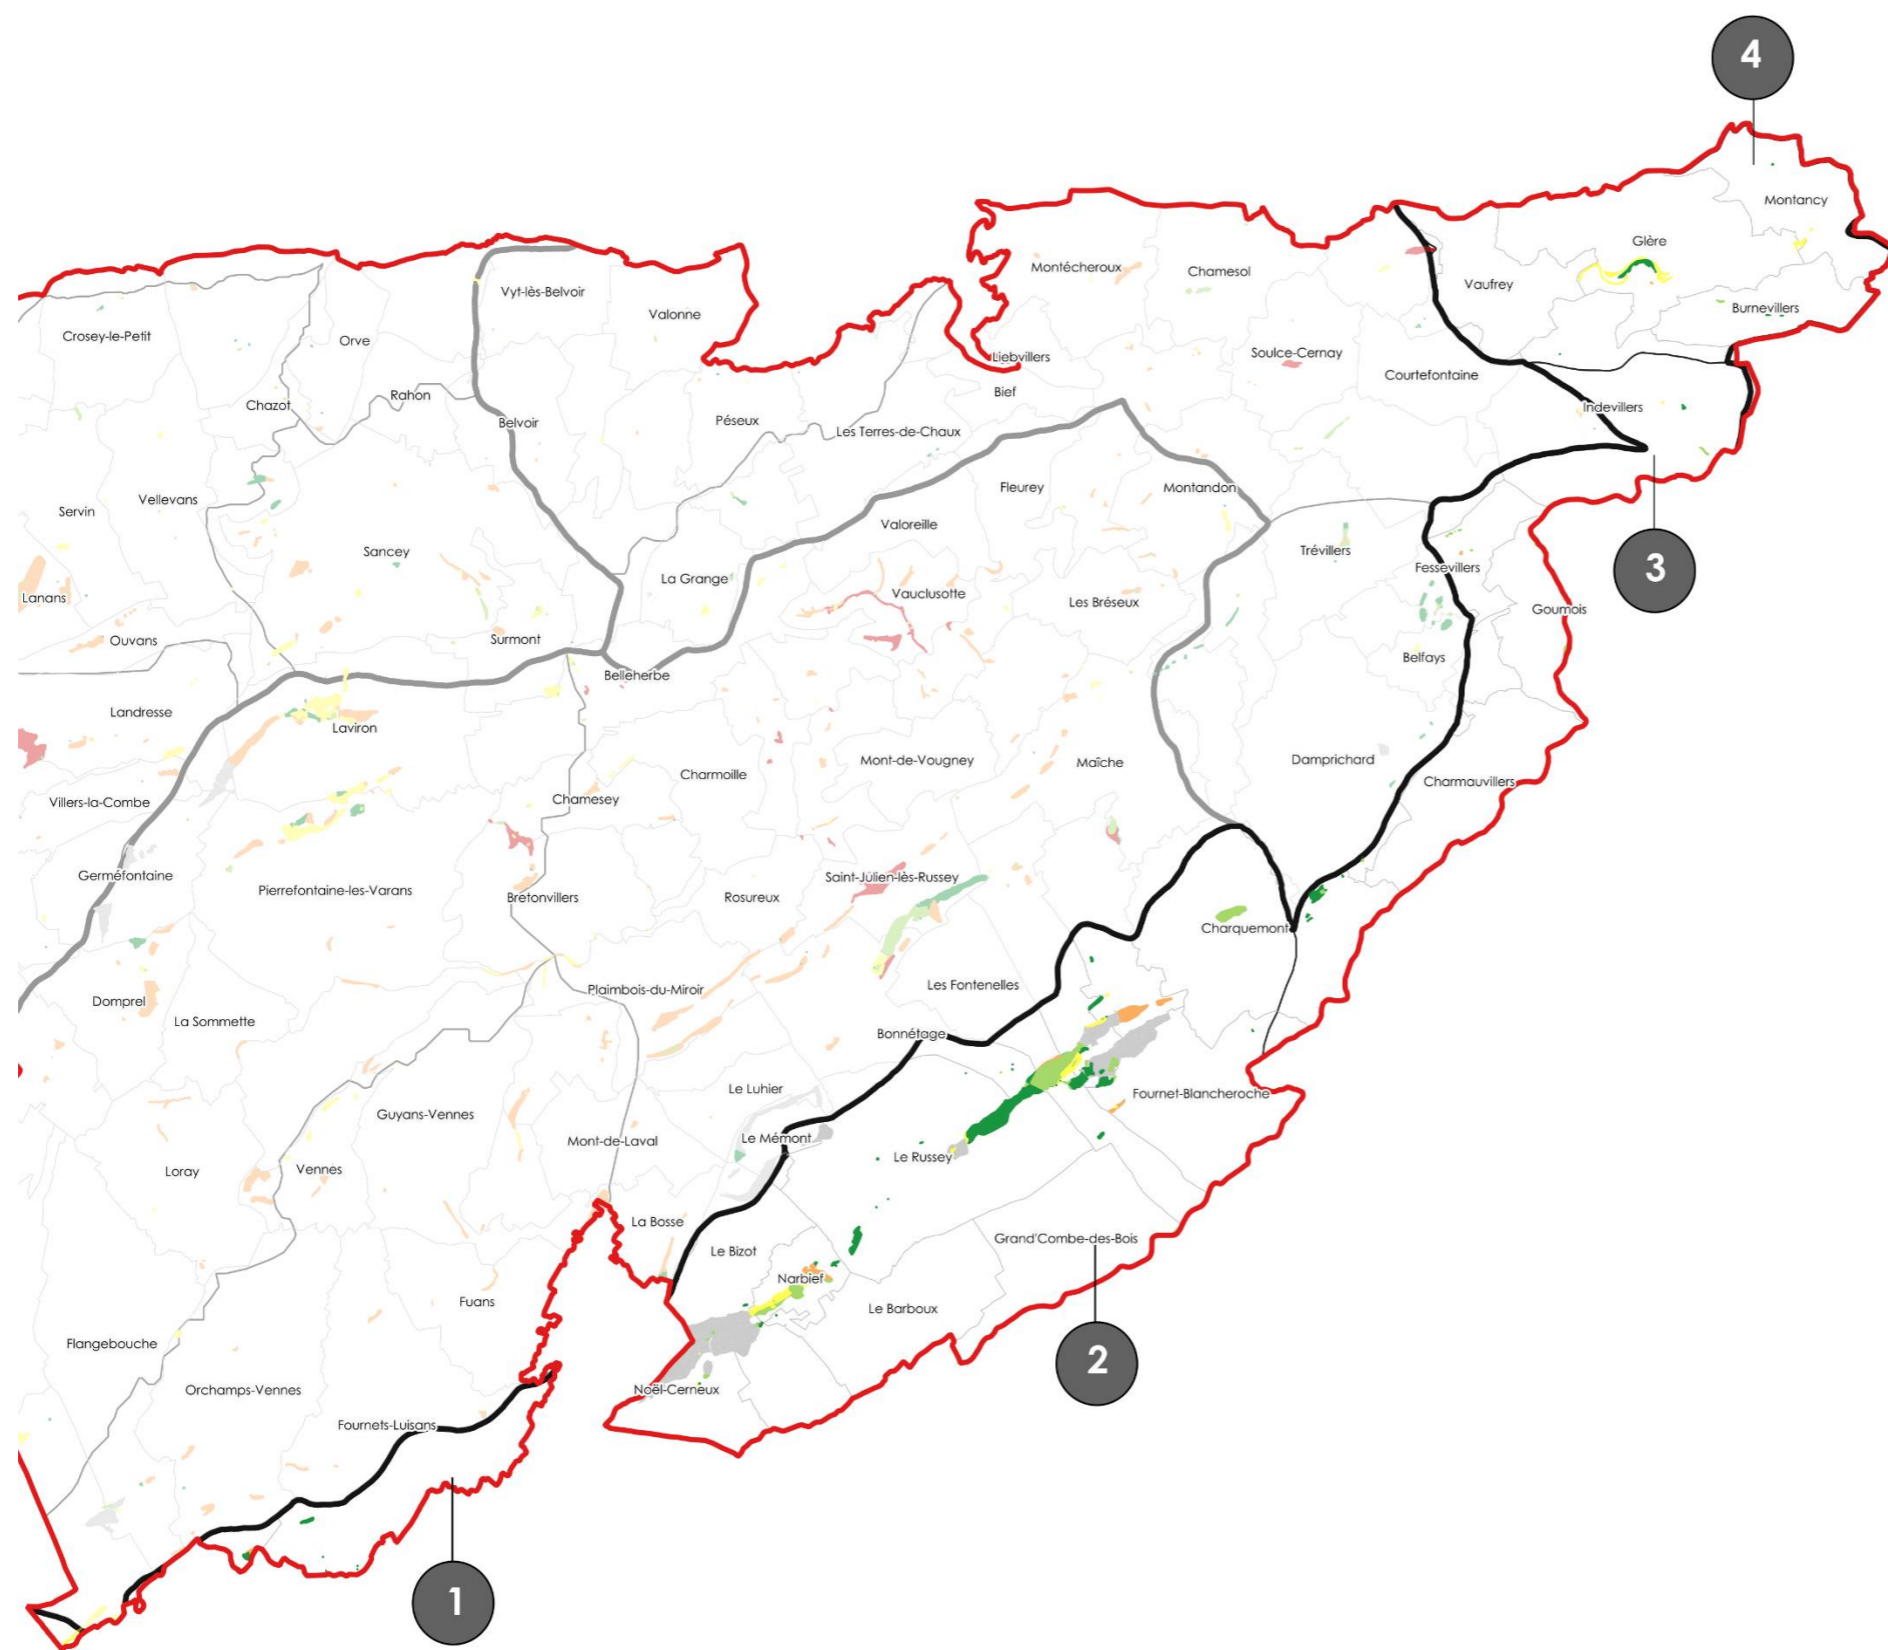 4
Montancy
Glère
Montécheroux
Chamesol
Vaufrey
Vyt-lès-Belvoir
Burnevillers
Valonne
Crosey-le-Petit
Orve
Soulce-Cernay
Liebvillers
Courtefontaine
Bief
Rahon
Chazot
Indevillers
Belvoir
Péseux
Les Terres-de-Chaux
Fleurey
Montandon
Vellevans
Servin
Valoreille
Sancey
Trévillers
Fessevillers
3
La Grange
Vauclusotte
Lanans
Les Bréseux
Goumois
Ouvans
Surmont
Belfays
Belleherbe
Landresse
Laviron
Damprichard
Mont-de-Vougney
Maîche
Charmoille
Charmauvillers
Villers-la-Combe
Chamesey
Germéfontaine
Saint-Julien-lès-Russey
Pierrefontaine-les-Varans
Bretonvillers
Rosureux
Charquemont
Les Fontenelles
Plaimbois-du-Miroir
Domprel
La Sommette
Bonnétage
Le Luhier
Fournet-Blancheroche
Guyans-Vennes
Mont-de-Laval
Le Mémont
Le Russey
Loray
Vennes
La Bosse
Grand'Combe-des-Bois
Le Bizot
Narbief
Fuans
Le Barboux
Flangebouche
2
Orchamps-Vennes
Noël-Cerneux
Fournets-Luisans
1